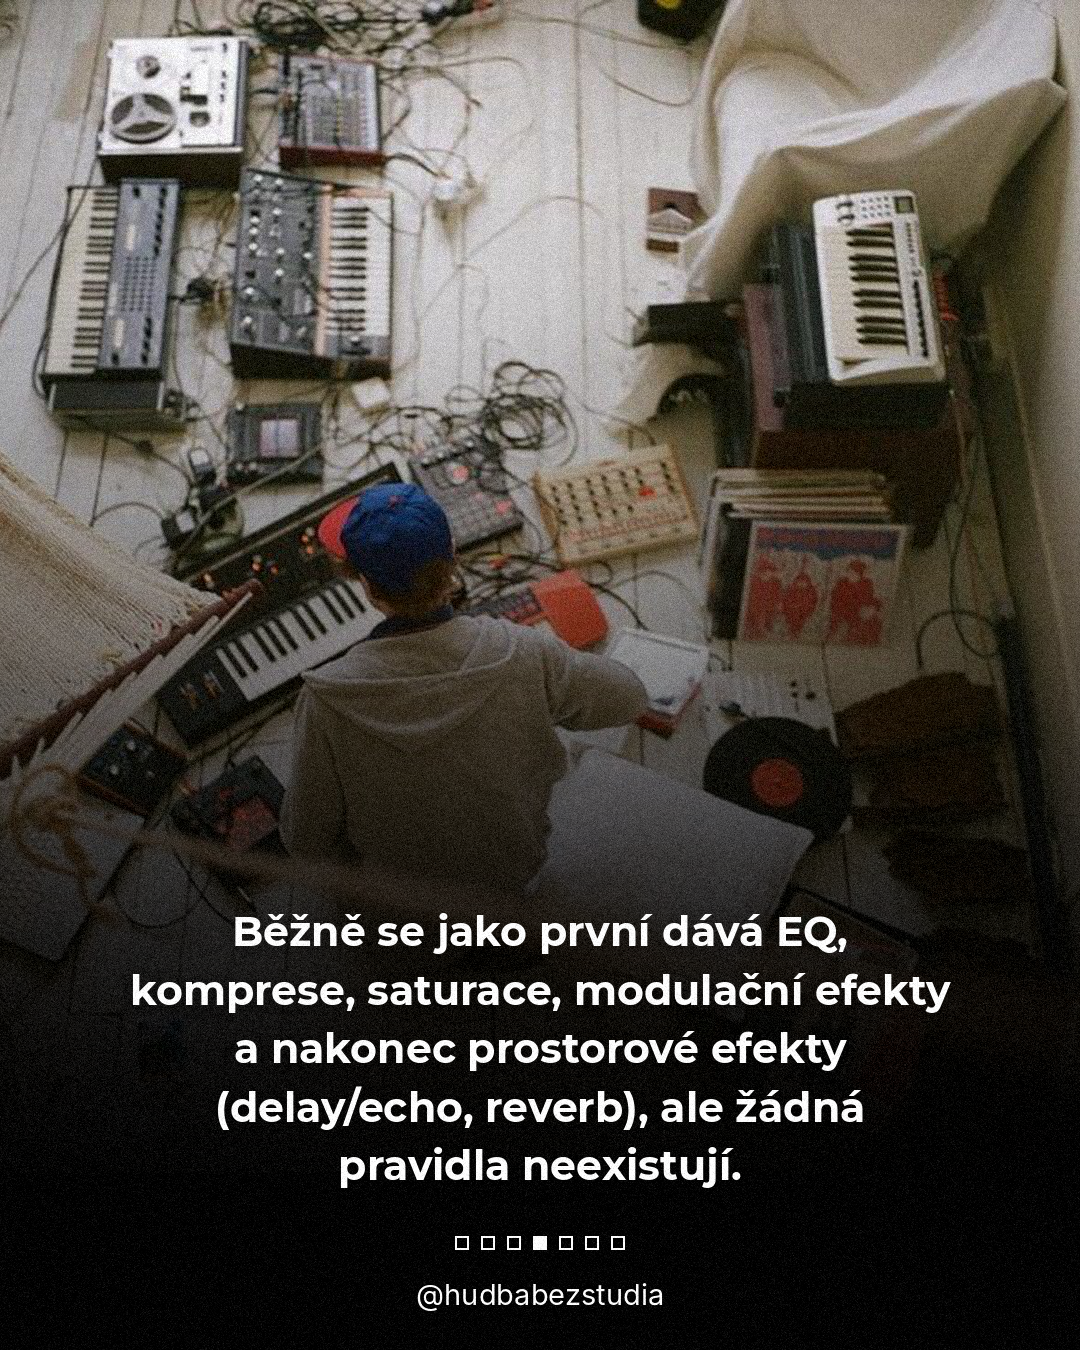 Běžně se jako první dává EQ,
komprese, saturace, modulační efekty
a nakonec prostorové efekty
(delay/echo, reverb), ale žádná
pravidla neexistují.
@hudbabezstudia